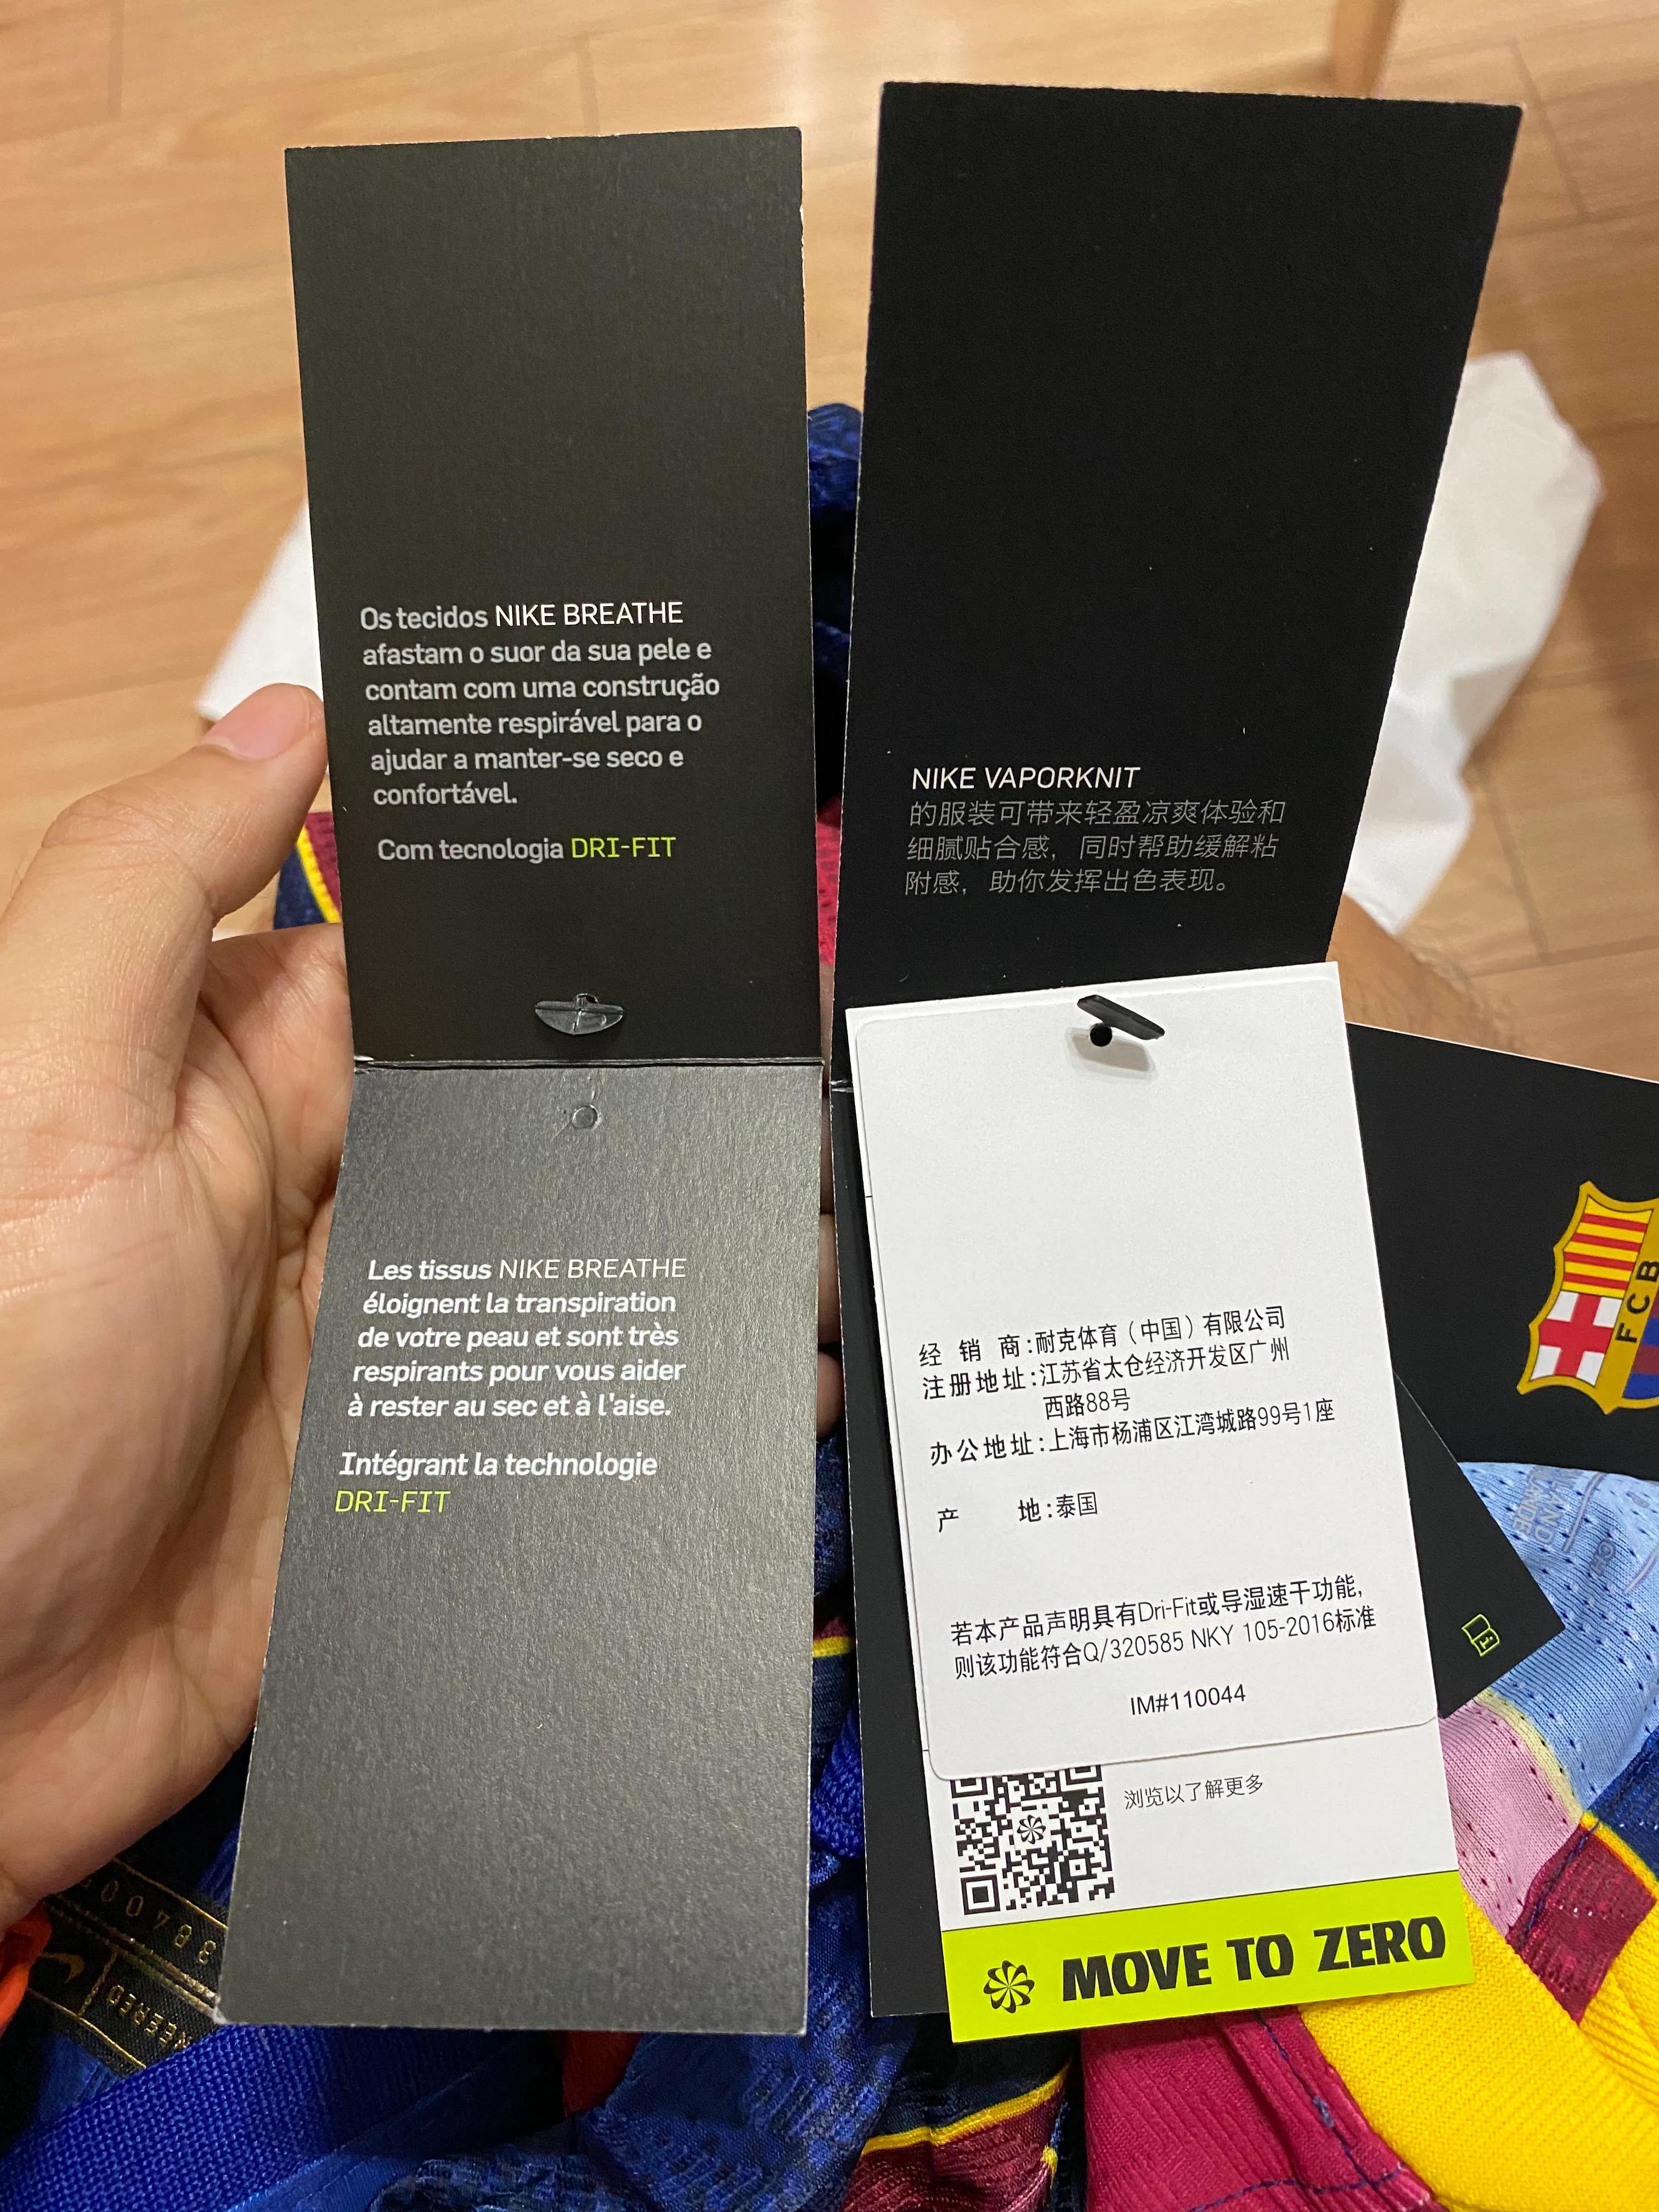 Os tecidos NIKE BREATHE
afastam o suor da sua pele e
contam com uma construção
altamente respirável para o
ajudar a manter-se seco e
confortável.
Com tecnologia DRI-FIT
Les tissus NIKE BREATHE
éloignent la transpiration
de votre peau et sont très
respirants pour vous aider
à rester au sec et à l'aise.
Intégrant la technologie
DRI-FIT
NIKE VAPORKNIT
的服装可带来轻盈凉爽体验和
细腻贴合感，同时帮助缓解粘
附感，助你发挥出色表现。
经销商:耐克体育（中国）有限公司
注册地址:江苏省太仓经济开发区广州
西路88号
办公地址:上海市杨浦区江湾城路99号1座
产地:泰国
若本产品声明具有Dri-Fit或导湿速干功能,
则该功能符合Q/320585 NKY 105-2016标准
IM#110044
浏览以了解更多
MOVE TO ZERO
FCB